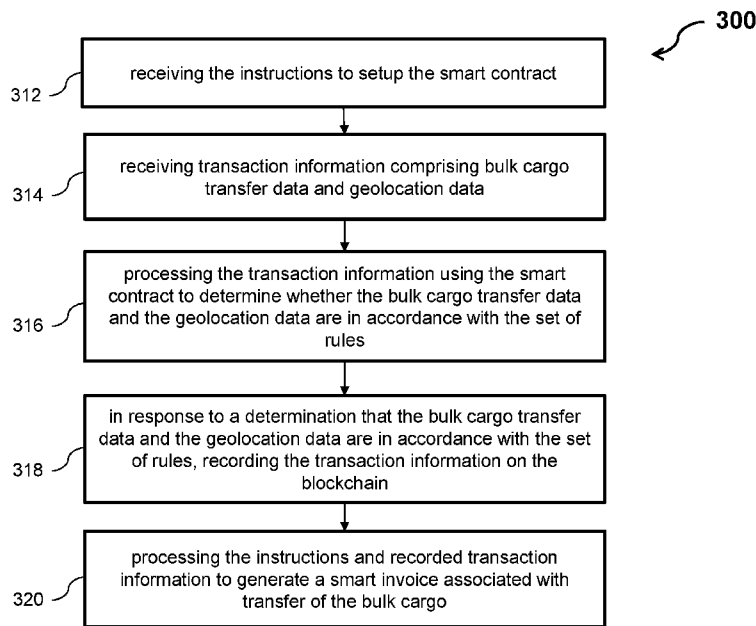 300
312
receiving the instructions to setup the smart contract
314
receiving transaction information comprising bulk cargo
transfer data and geolocation data
316
processing the transaction information using the smart
contract to determine whether the bulk cargo transfer data
and the geolocation data are in accordance with the set of
rules
318
in response to a determination that the bulk cargo transfer
data and the geolocation data are in accordance with the set
of rules, recording the transaction information on the
blockchain
320
processing the instructions and recorded transaction
information to generate a smart invoice associated with
transfer of the bulk cargo